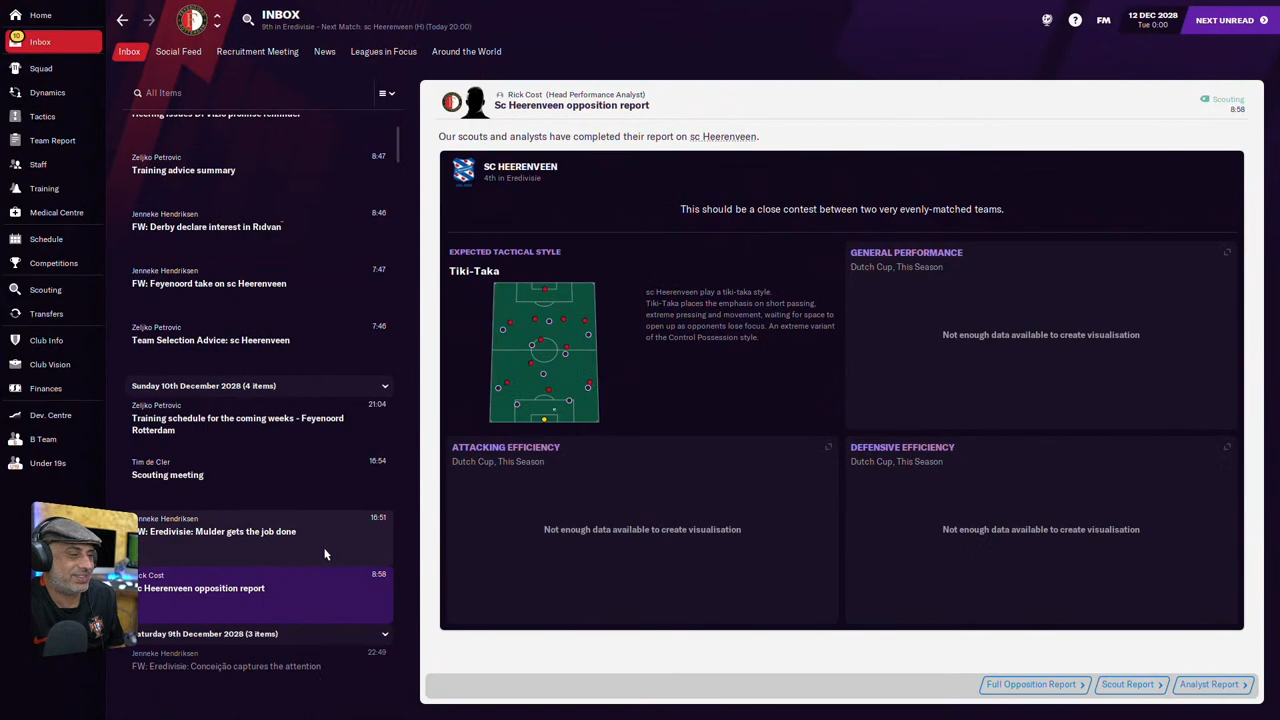 INBOX
9th in Eredivisie - Next Match: sc Heerenveen (H) (Today 20:00)
FM
12 DEC 2028
Tue 0:00
NEXT UNREAD
Home
10
Inbox
Squad
Dynamics
Tactics
Team Report
Staff
Training
Medical Centre
Schedule
Competitions
Scouting
Transfers
Club Info
Club Vision
Finances
Dev. Centre
B Team
Under 19s
Inbox
Social Feed
Recruitment Meeting
News
Leagues in Focus
Around the World
All Items
Zeljko Petrovic
8:47
Training advice summary
Jenneke Hendriksen
8:46
FW: Derby declare interest in Rıdvan
Jenneke Hendriksen
7:47
FW: Feyenoord take on sc Heerenveen
Zeljko Petrovic
7:46
Team Selection Advice: sc Heerenveen
Sunday 10th December 2028 (4 items)
Zeljko Petrovic
21:04
Training schedule for the coming weeks - Feyenoord
Rotterdam
Tim de Cler
16:54
Scouting meeting
nneke Hendriksen
16:51
W: Eredivisie: Mulder gets the job done
ck Cost
8:58
c Heerenveen opposition report
aturday 9th December 2028 (3 items)
Jenneke Hendriksen
22:49
FW: Eredivisie: Conceição captures the attention
Rick Cost (Head Performance Analyst)
Sc Heerenveen opposition report
Scouting
8:58
Our scouts and analysts have completed their report on sc Heerenveen.
SC HEERENVEEN
4th in Eredivisie
This should be a close contest between two very evenly-matched teams.
EXPECTED TACTICAL STYLE
Tiki-Taka
sc Heerenveen play a tiki-taka style.
Tiki-Taka places the emphasis on short passing,
extreme pressing and movement, waiting for space to
open up as opponents lose focus. An extreme variant
of the Control Possession style.
GENERAL PERFORMANCE
Dutch Cup, This Season
Not enough data available to create visualisation
ATTACKING EFFICIENCY
Dutch Cup, This Season
Not enough data available to create visualisation
DEFENSIVE EFFICIENCY
Dutch Cup, This Season
Not enough data available to create visualisation
Full Opposition Report
Scout Report
Analyst Report